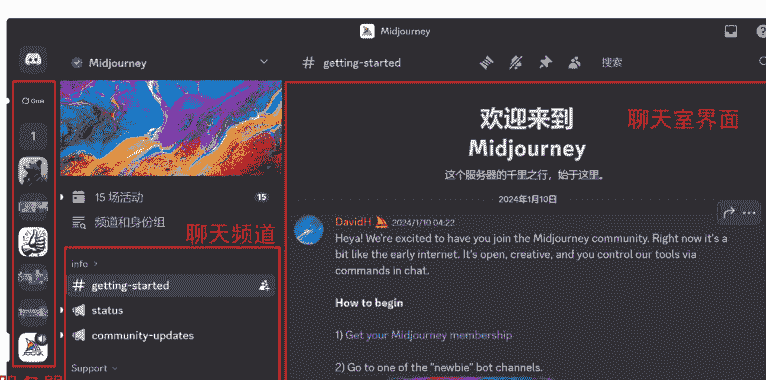 Midjourney
Midjourney
# getting-started
搜索
1
欢迎来到
Midjourney
聊天室界面
这个服务器的千里之行，始于这里。
2024年1月10日
15 场活动
15
频道和身份组
聊天频道
DavidH 2024/1/10 04:22
Heya! We're excited to have you join the Midjourney community. Right now it's a
bit like the early internet. It's open, creative, and you control our tools via
commands in chat.
info
# getting-started
status
community-updates
Support
How to begin
1) Get your Midjourney membership
2) Go to one of the "newbie" bot channels.